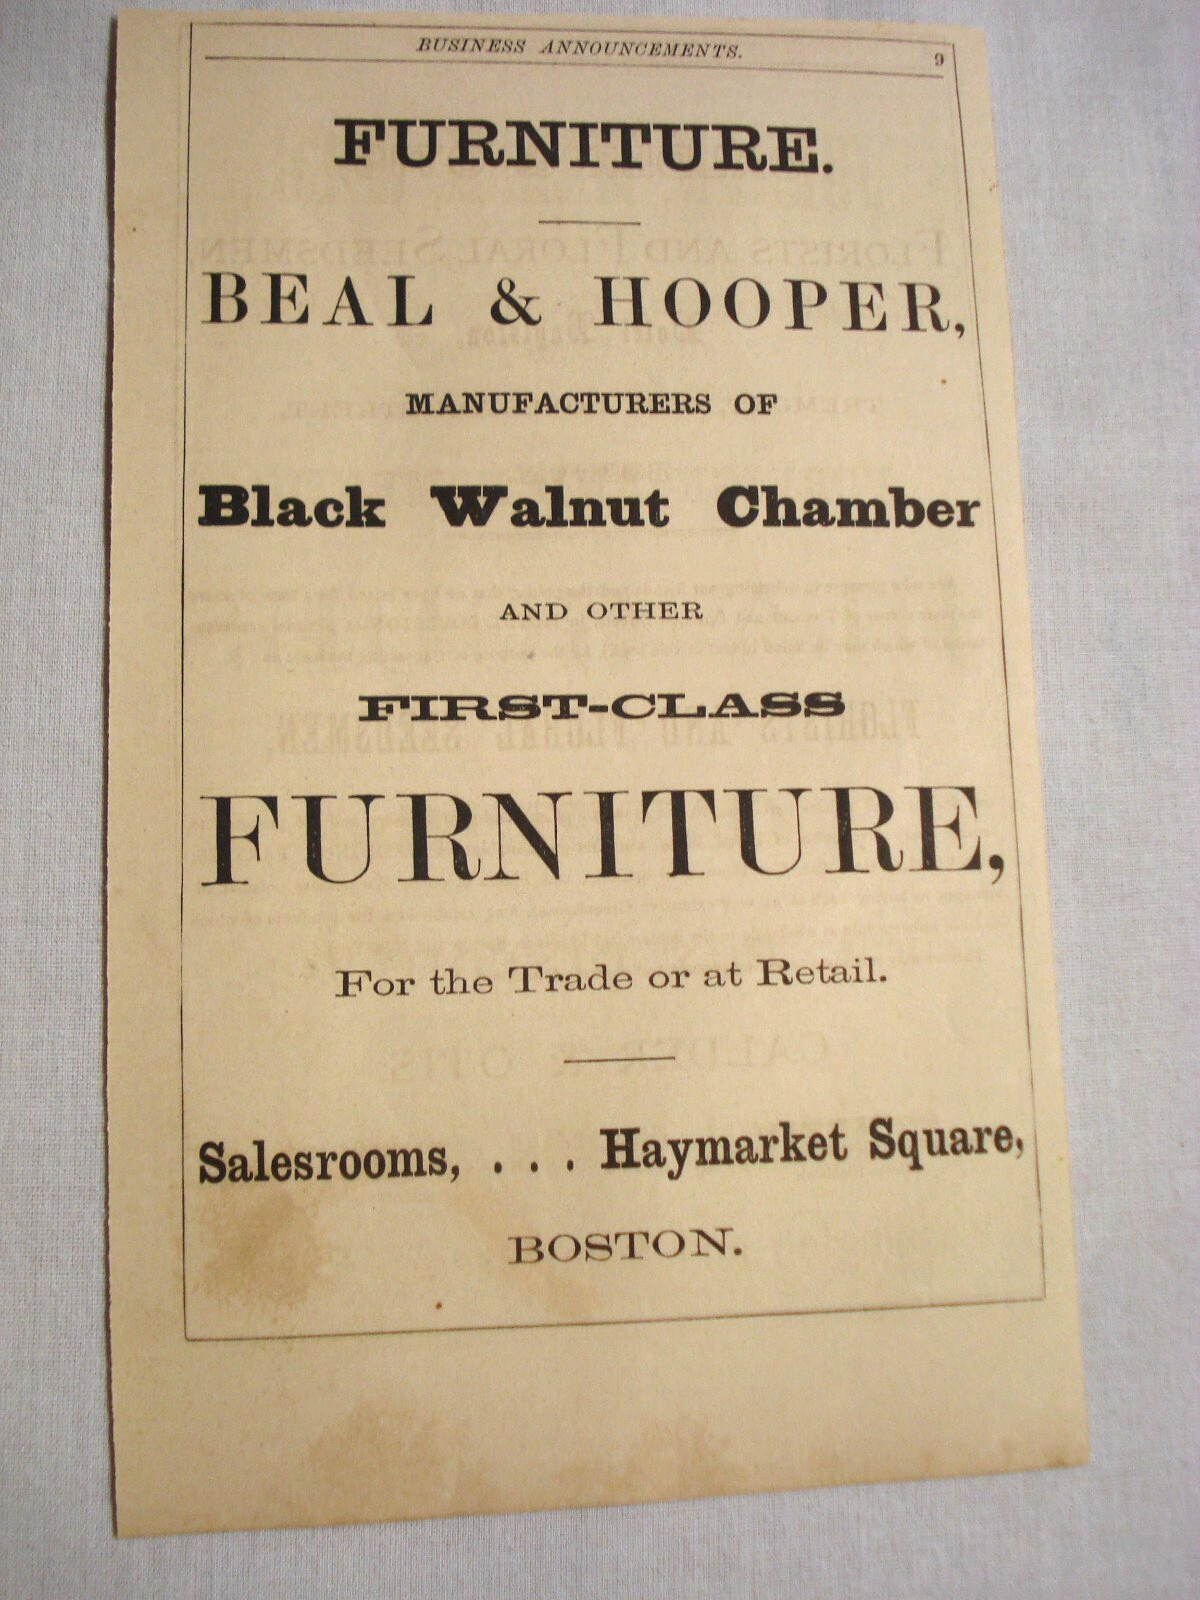 BUSINESS ANNOUNCEMENTS. 9
FURNITURE.
BEAL & HOOPER,
MANUFACTURERS OF
Black Walnut Chamber
AND OTHER
FIRST-CLASS
FURNITURE,
For the Trade or at Retail.
Salesrooms, . . . Haymarket Square,
BOSTON.